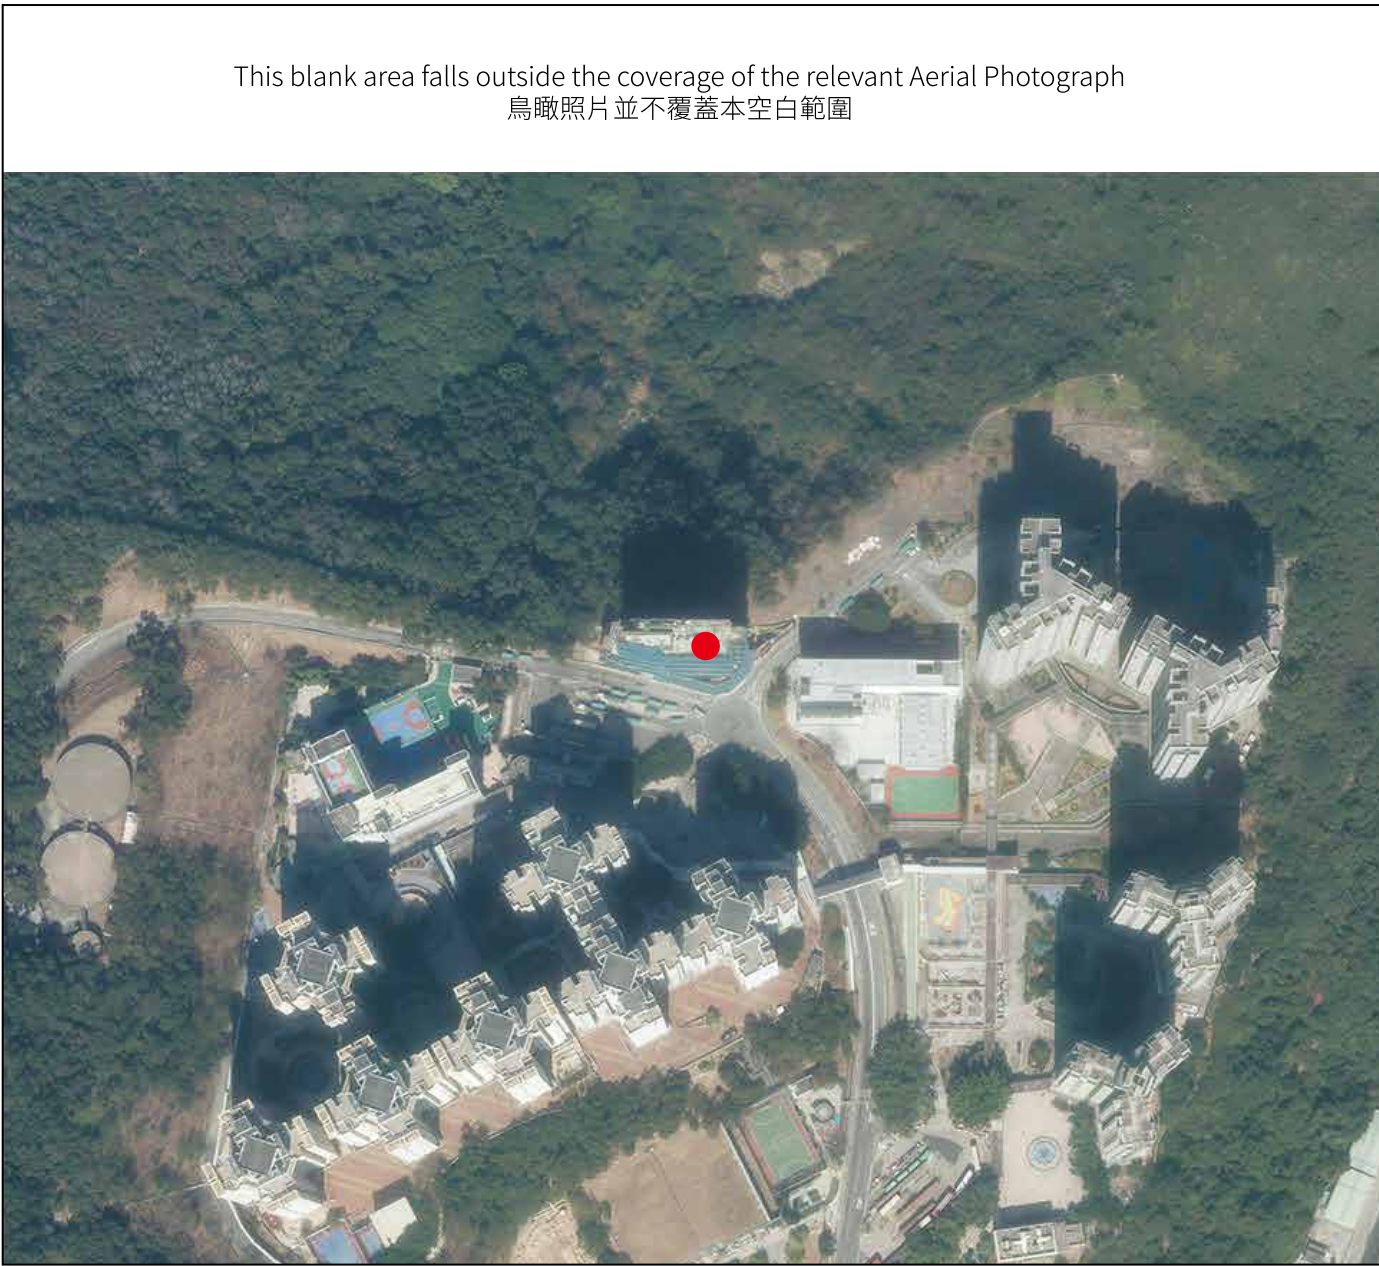 This blank area falls outside the coverage of the relevant Aerial Photograph
鳥瞰照片並不覆蓋本空白範圍